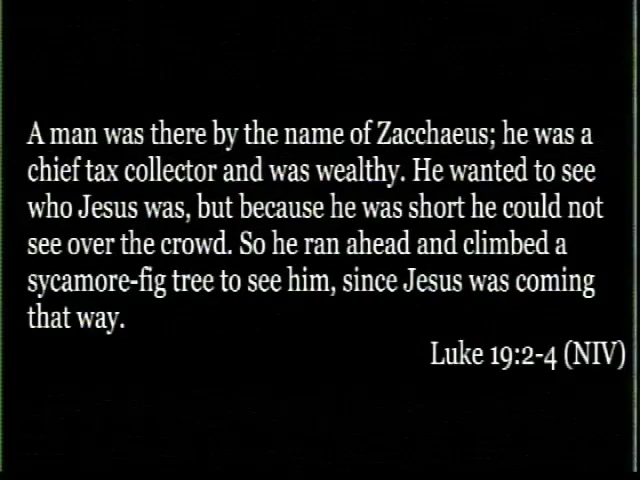 A man was there by the name of Zacchaeus; he was a
chief tax collector and was wealthy. He wanted to see
who Jesus was, but because he was short he could not
see over the crowd. So he ran ahead and climbed a
sycamore-fig tree to see him, since Jesus was coming
that way.
Luke 19:2-4 (NIV)